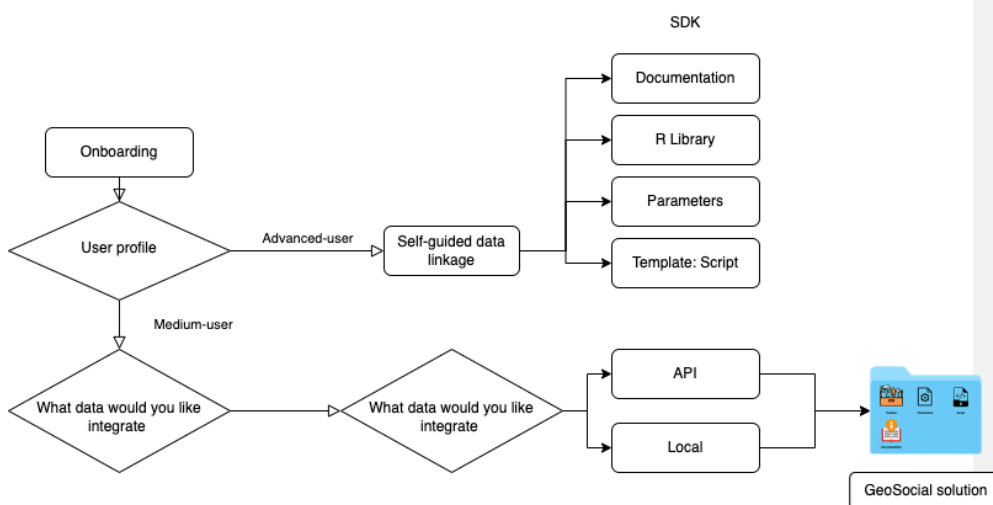 SDK
Documentation
Onboarding
R Library
User profile
Advanced-user
Self-guided data
linkage
Parameters
Template: Script
Medium-user
What data would you like
integrate
What data would you like
integrate
API
Local
GeoSocial solution